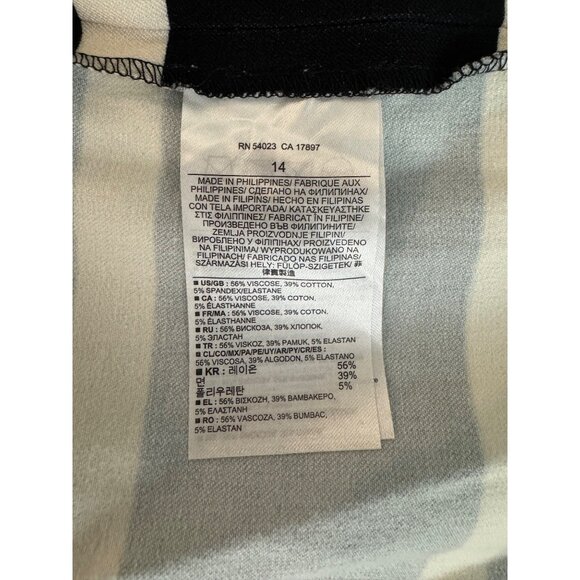 RN 54023 CA 17897
14
MADE IN PHILIPPINES/ FABRIQUE AUX
PHILIPPINES/ СДЕЛАНО НА ФИЛИПИНАХ/
MADE IN FILIPINS/ HECHO EN FILIPINAS
CON TELA IMPORTADA/ ΚΑΤΑΣΚΕΥΑΣΤΗΚΕ
ΣΤΙΣ ΦΙΛΙΠΠΙΝΕΣ/ FABRICAT ÎN FILIPINE/
ПРОИЗВЕДЕНО ВЪВ ФИЛИПИНИТЕ/
ZEMLJA PROIZVODNJE FILIPINI/
ВИРОБЛЕНО У ФІЛІПІНАХ/ PROIZVEDENO
NA FILIPINIMA/ WYPRODUKOWANO NA
FILIPINACH/ FABRICADO NAS FILIPINAS/
SZÁRMAZÁSI HELY: FÜLÖP-SZIGETEK/ 菲
律賓製造
■ US/GB : 56% VISCOSE, 39% COTTON,
5% SPANDEX/ELASTANE
■ CA : 56% VISCOSE, 39% COTON,
5% ÉLASTHANNE
■ FR/MA : 56% VISCOSE, 39% COTON,
5% ÉLASTHANNE
■ RU : 56% ВИСКОЗА, 39% ХЛОПОК,
5% ЭЛАСТАН
■ TR : 56% VISKOZ, 39% PAMUK, 5% ELASTAN
■ CL/CO/MX/PA/PE/UY/AR/PY/CR/ES :
56% VISCOSA, 39% ALGODON, 5% ELASTANO
■ KR : 레이온 56%
면 39%
폴리우레탄 5%
■ EL : 56% ΒΙΣΚΟΖΗ, 39% ΒΑΜΒΑΚΕΡΟ,
5% ΕΛΑΣΤΑΝΗ
■ RO : 56% VASCOZA, 39% BUMBAC,
5% ELASTAN